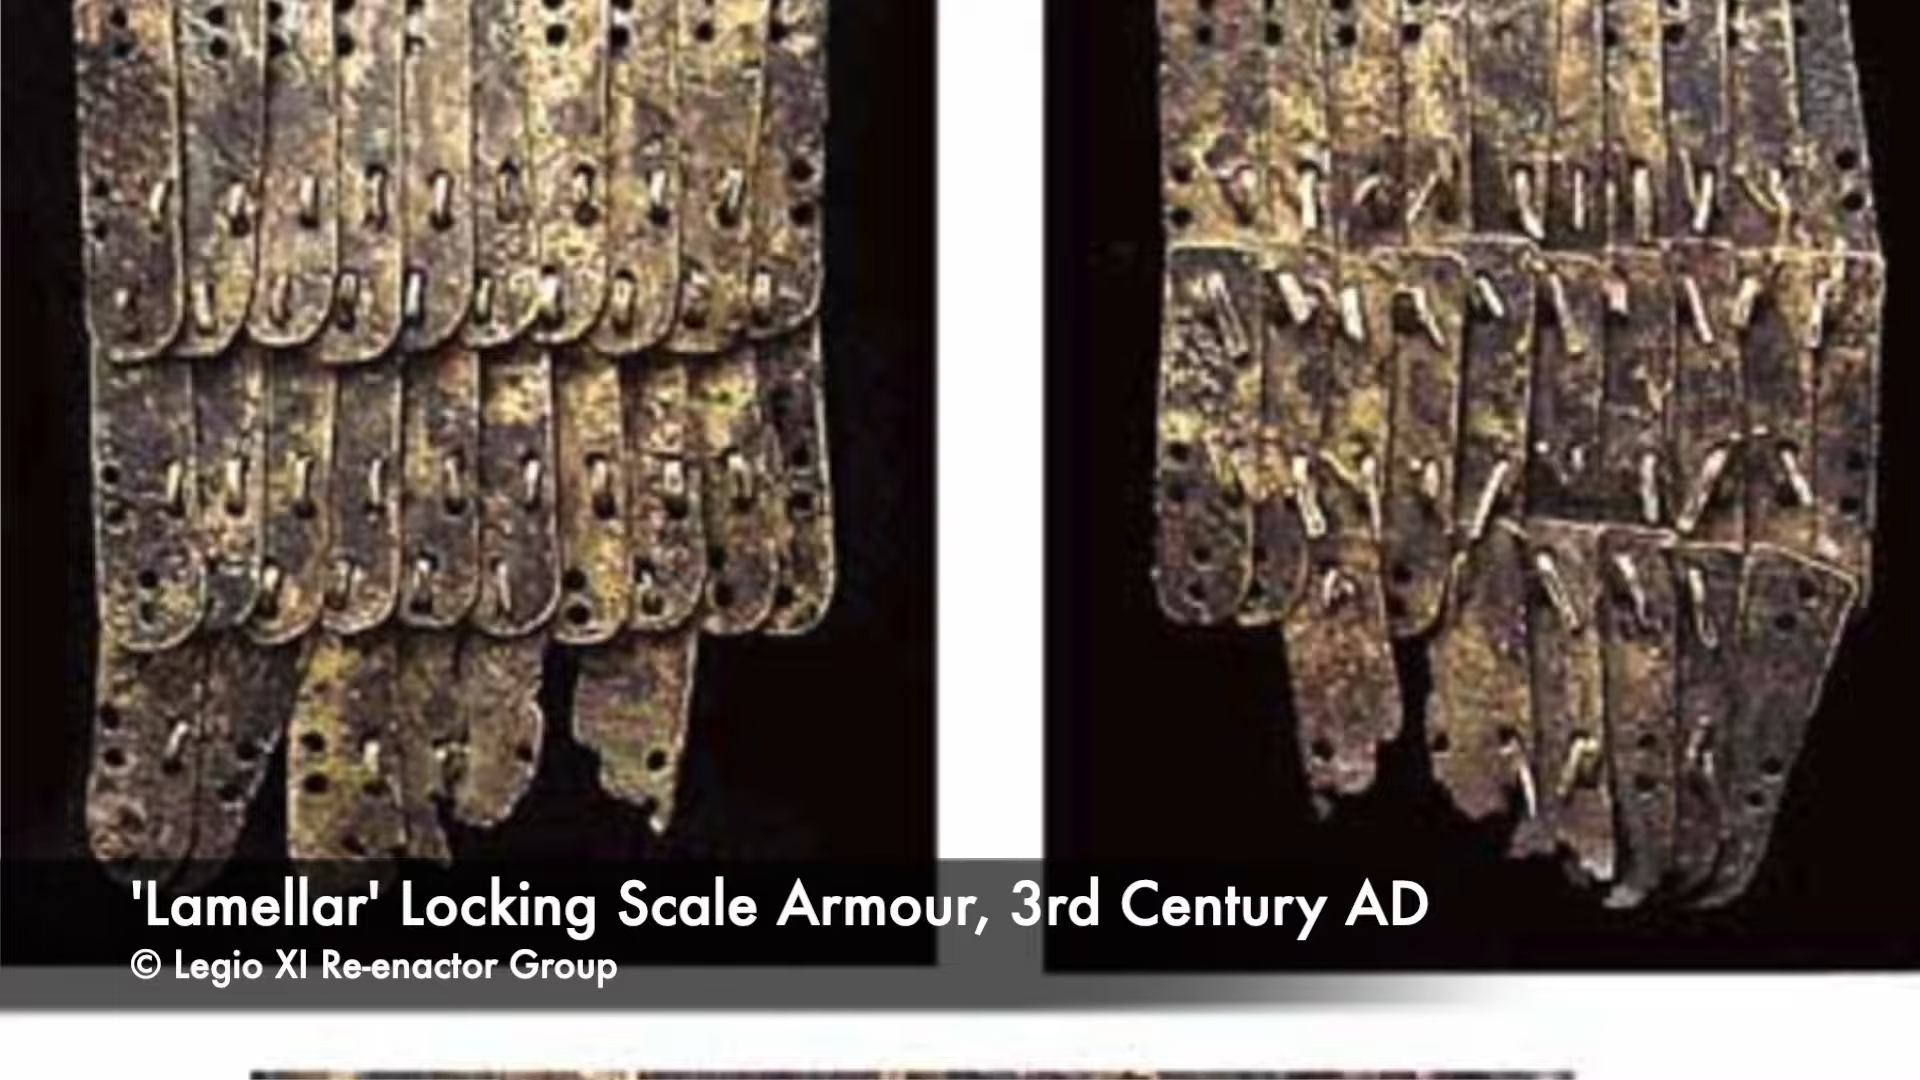 'Lamellar' Locking Scale Armour, 3rd Century AD
© Legio XI Re-enactor Group